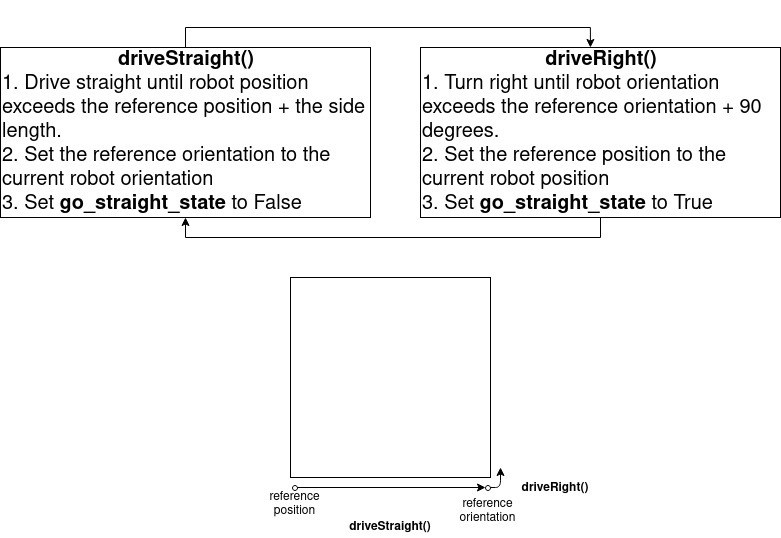 driveStraight()
1. Drive straight until robot position
exceeds the reference position + the side
length.
2. Set the reference orientation to the
current robot orientation
3. Set go_straight_state to False
driveRight()
1. Turn right until robot orientation
exceeds the reference orientation + 90
degrees.
2. Set the reference position to the
current robot position
3. Set go_straight_state to True
reference
position
driveStraight()
reference
orientation
driveRight()